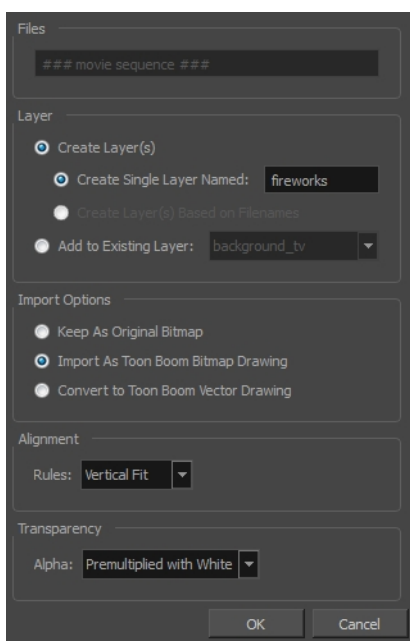 Files
### movie sequence ###
Layer
Create Layer(s)
Create Single Layer Named: fireworks
Create Layer(s) Based on Filenames
Add to Existing Layer: background_tv
Import Options
Keep As Original Bitmap
Import As Toon Boom Bitmap Drawing
Convert to Toon Boom Vector Drawing
Alignment
Rules: Vertical Fit
Transparency
Alpha: Premultiplied with White
OK Cancel